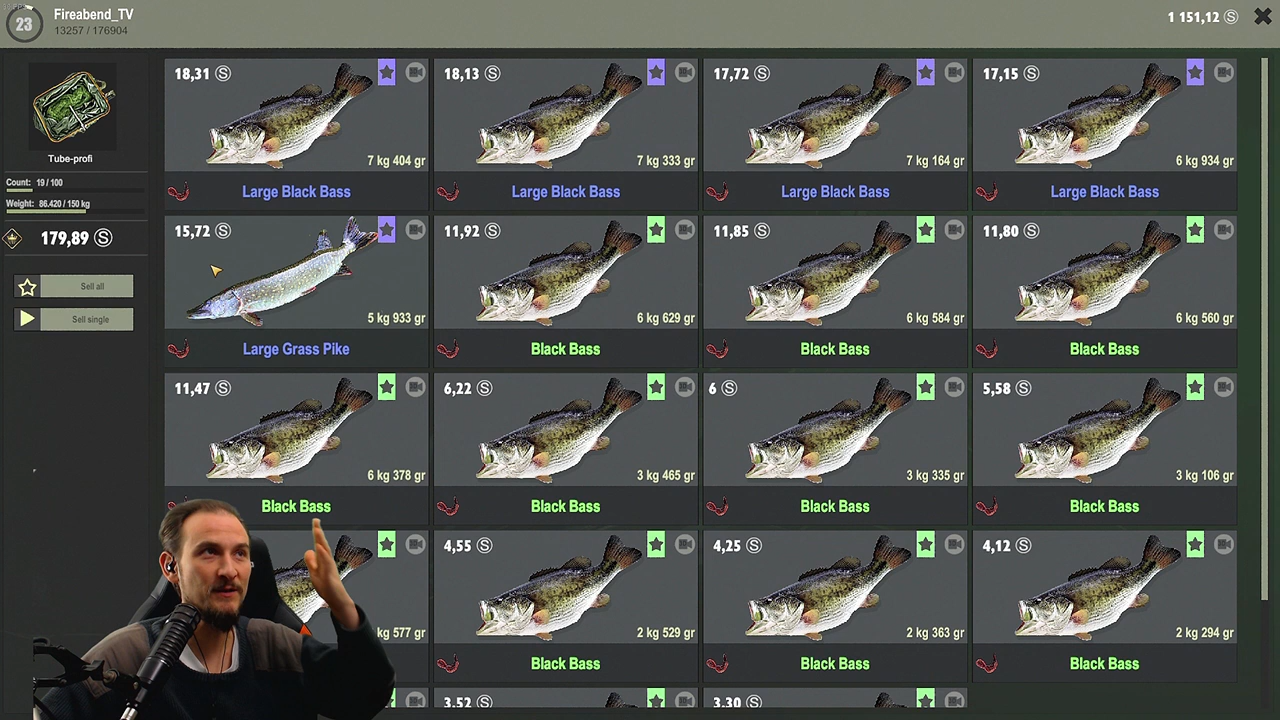 23
Fireabend_TV
13257 / 176904
1 151,12 S
Tube-profi
Count: 19 / 100
Weight: 86.420 / 150 kg
179,89 S
Sell all
Sell single
18,31 S
7 kg 404 gr
Large Black Bass
18,13 S
7 kg 333 gr
Large Black Bass
17,72 S
7 kg 164 gr
Large Black Bass
17,15 S
6 kg 934 gr
Large Black Bass
15,72 S
5 kg 933 gr
Large Grass Pike
11,92 S
6 kg 629 gr
Black Bass
11,85 S
6 kg 584 gr
Black Bass
11,80 S
6 kg 560 gr
Black Bass
11,47 S
6 kg 378 gr
Black Bass
6,22 S
3 kg 465 gr
Black Bass
6 S
3 kg 335 gr
Black Bass
5,58 S
3 kg 106 gr
Black Bass
kg 577 gr
4,55 S
2 kg 529 gr
Black Bass
4,25 S
2 kg 363 gr
Black Bass
4,12 S
2 kg 294 gr
Black Bass
3,52 S
3,30 S